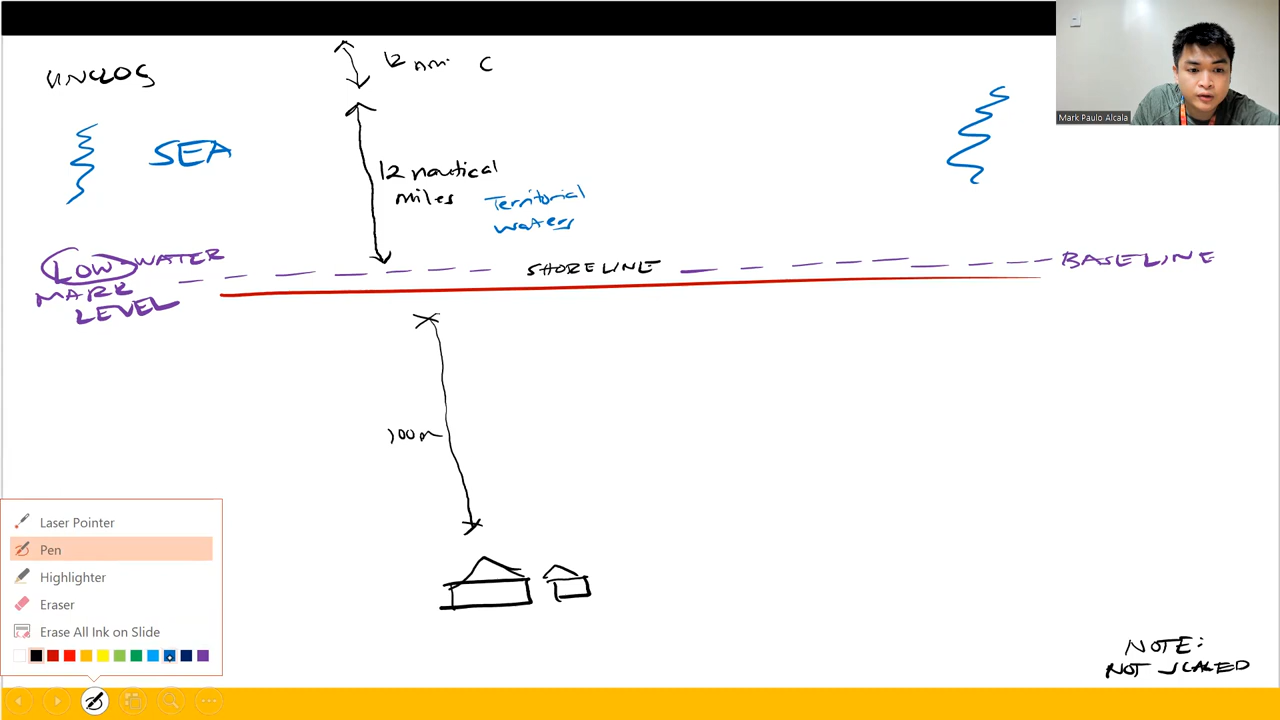 UNCLOS
12 nm C
SEA
12 nautical
miles
Territorial
waters
LOW-WATER
MARK
LEVEL
SHORELINE
BASELINE
100m
NOTE:
NOT SCALED
Mark Paulo Alcala
Laser Pointer
Pen
Highlighter
Eraser
Erase All Ink on Slide